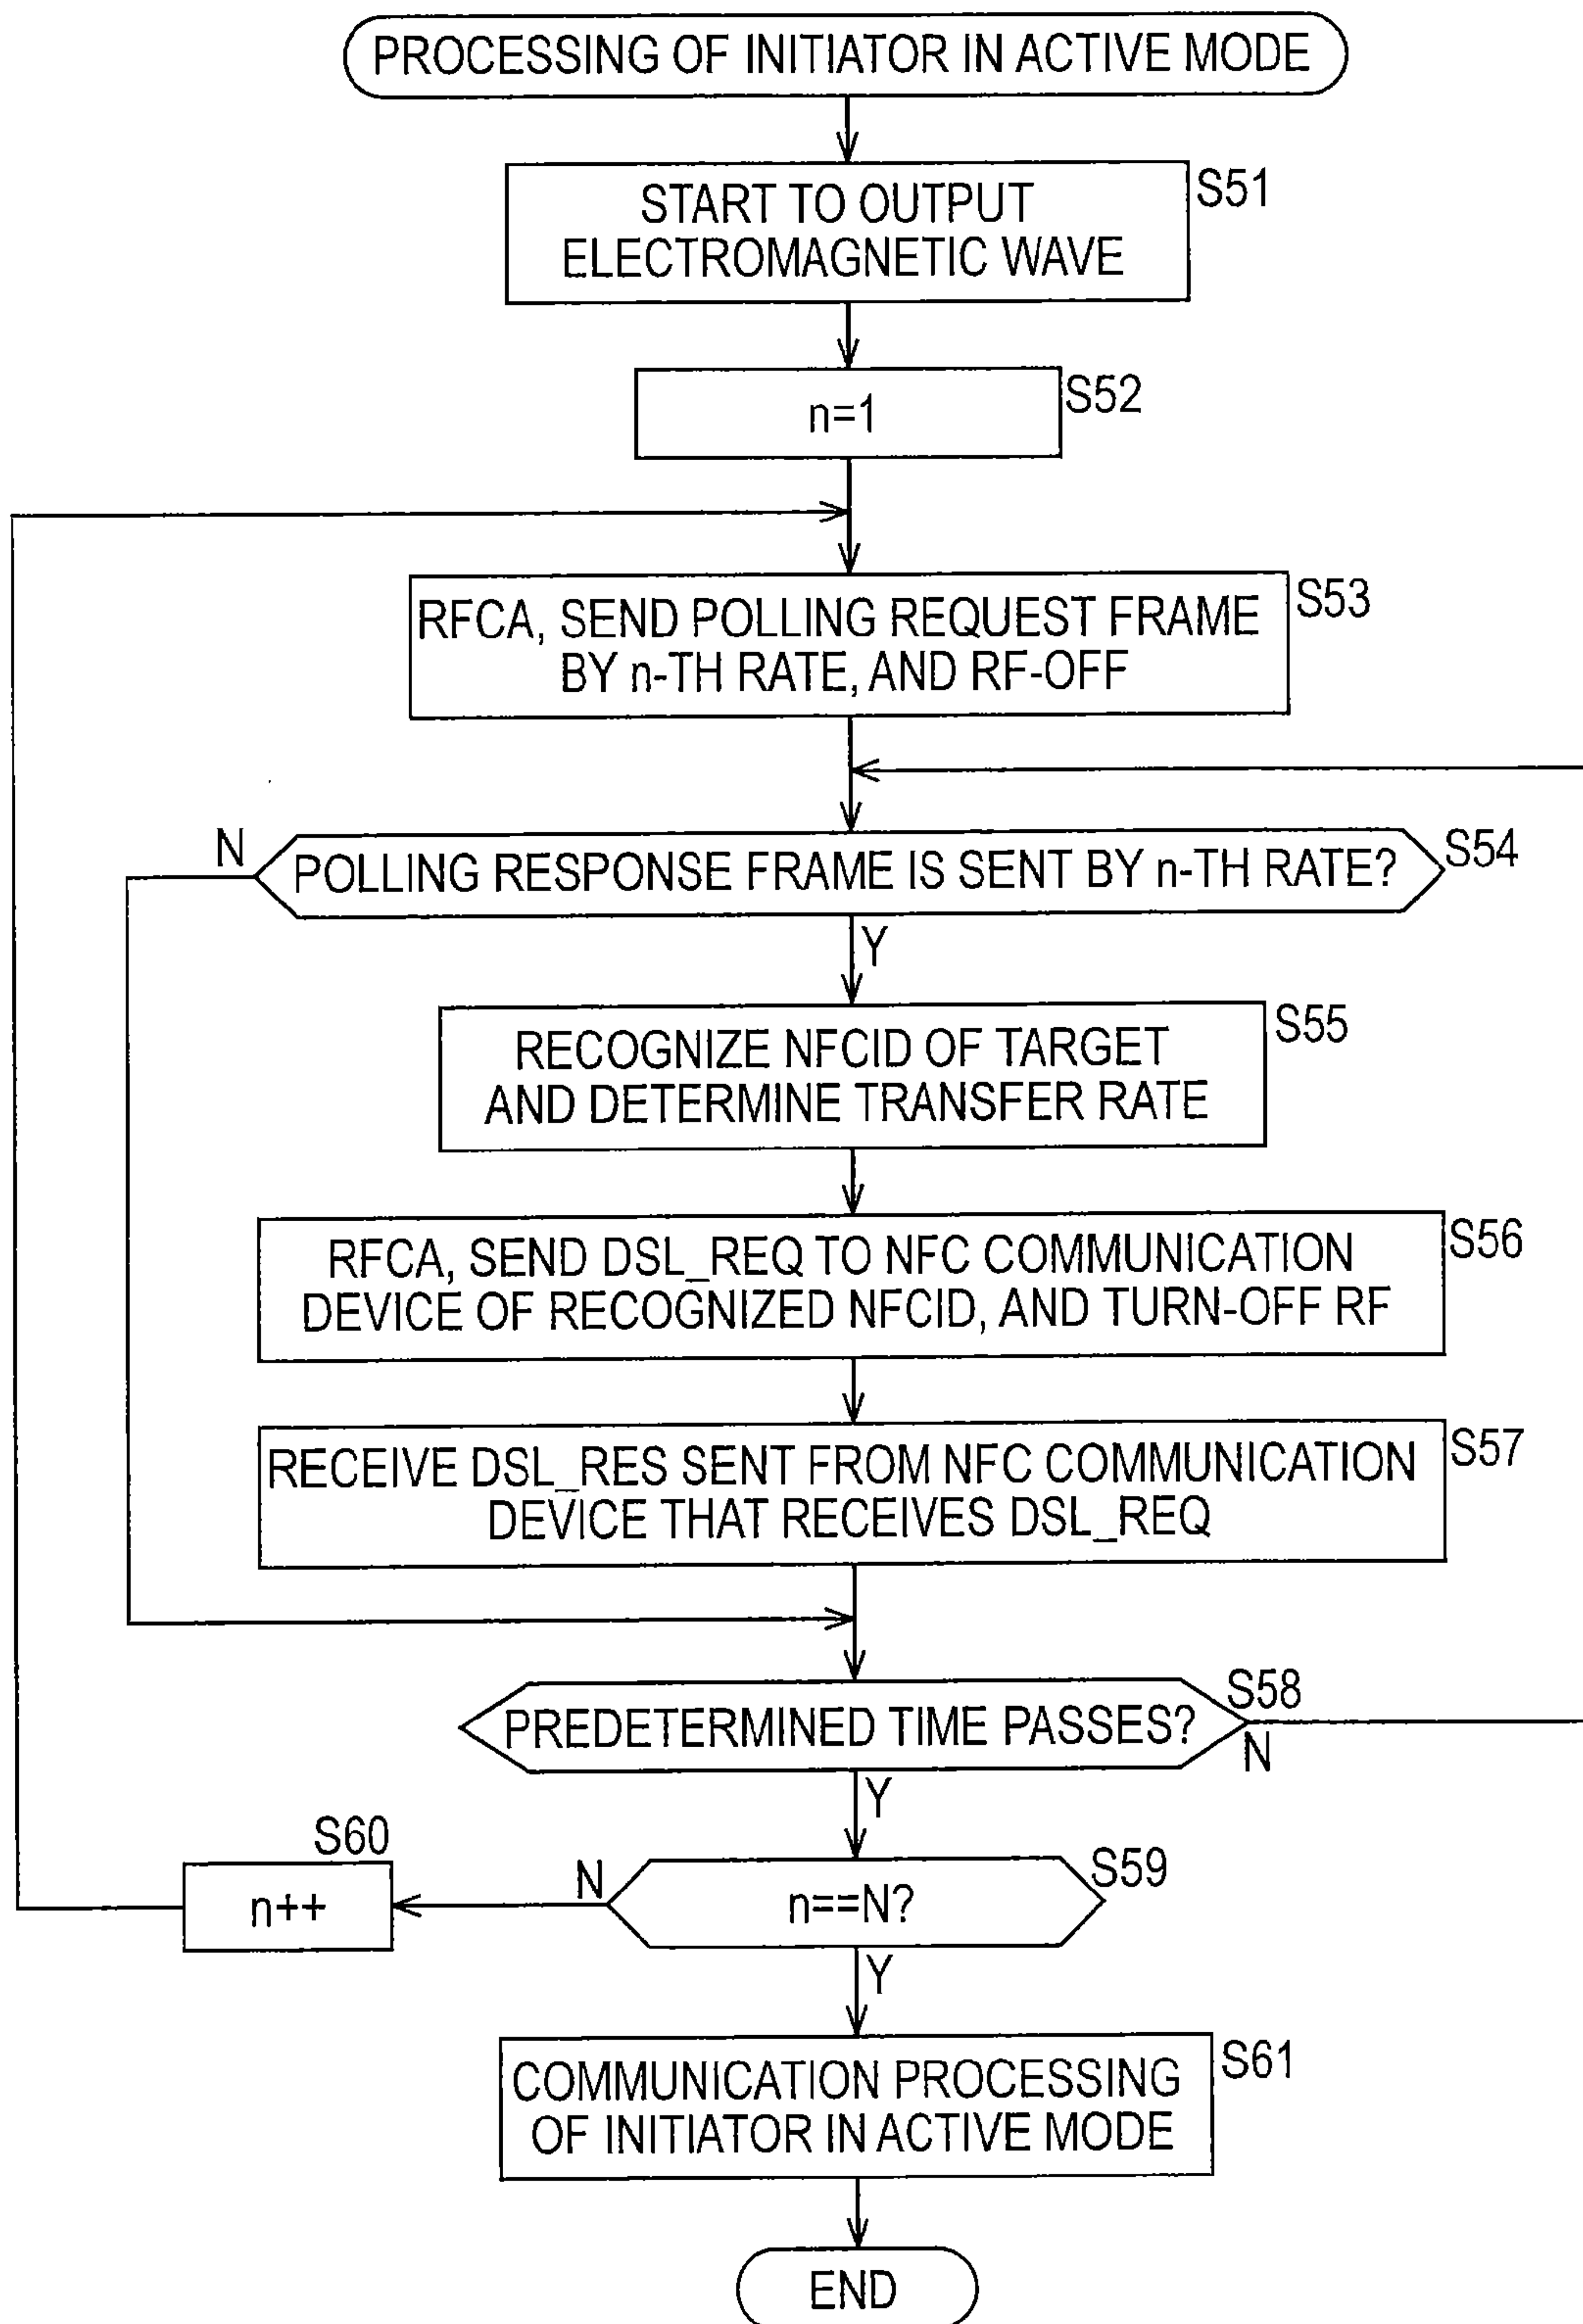 PROCESSING OF INITIATOR IN ACTIVE MODE
START TO OUTPUT
ELECTROMAGNETIC WAVE
S51
n=1
S52
RFCA, SEND POLLING REQUEST FRAME
BY n-TH RATE, AND RF-OFF
S53
N
POLLING RESPONSE FRAME IS SENT BY n-TH RATE?
S54
Y
RECOGNIZE NFCID OF TARGET
AND DETERMINE TRANSFER RATE
S55
RFCA, SEND DSL_REQ TO NFC COMMUNICATION
DEVICE OF RECOGNIZED NFCID, AND TURN-OFF RF
S56
RECEIVE DSL_RES SENT FROM NFC COMMUNICATION
DEVICE THAT RECEIVES DSL_REQ
S57
PREDETERMINED TIME PASSES?
S58
N
Y
S60
n++
N
n==N?
S59
Y
COMMUNICATION PROCESSING
OF INITIATOR IN ACTIVE MODE
S61
END